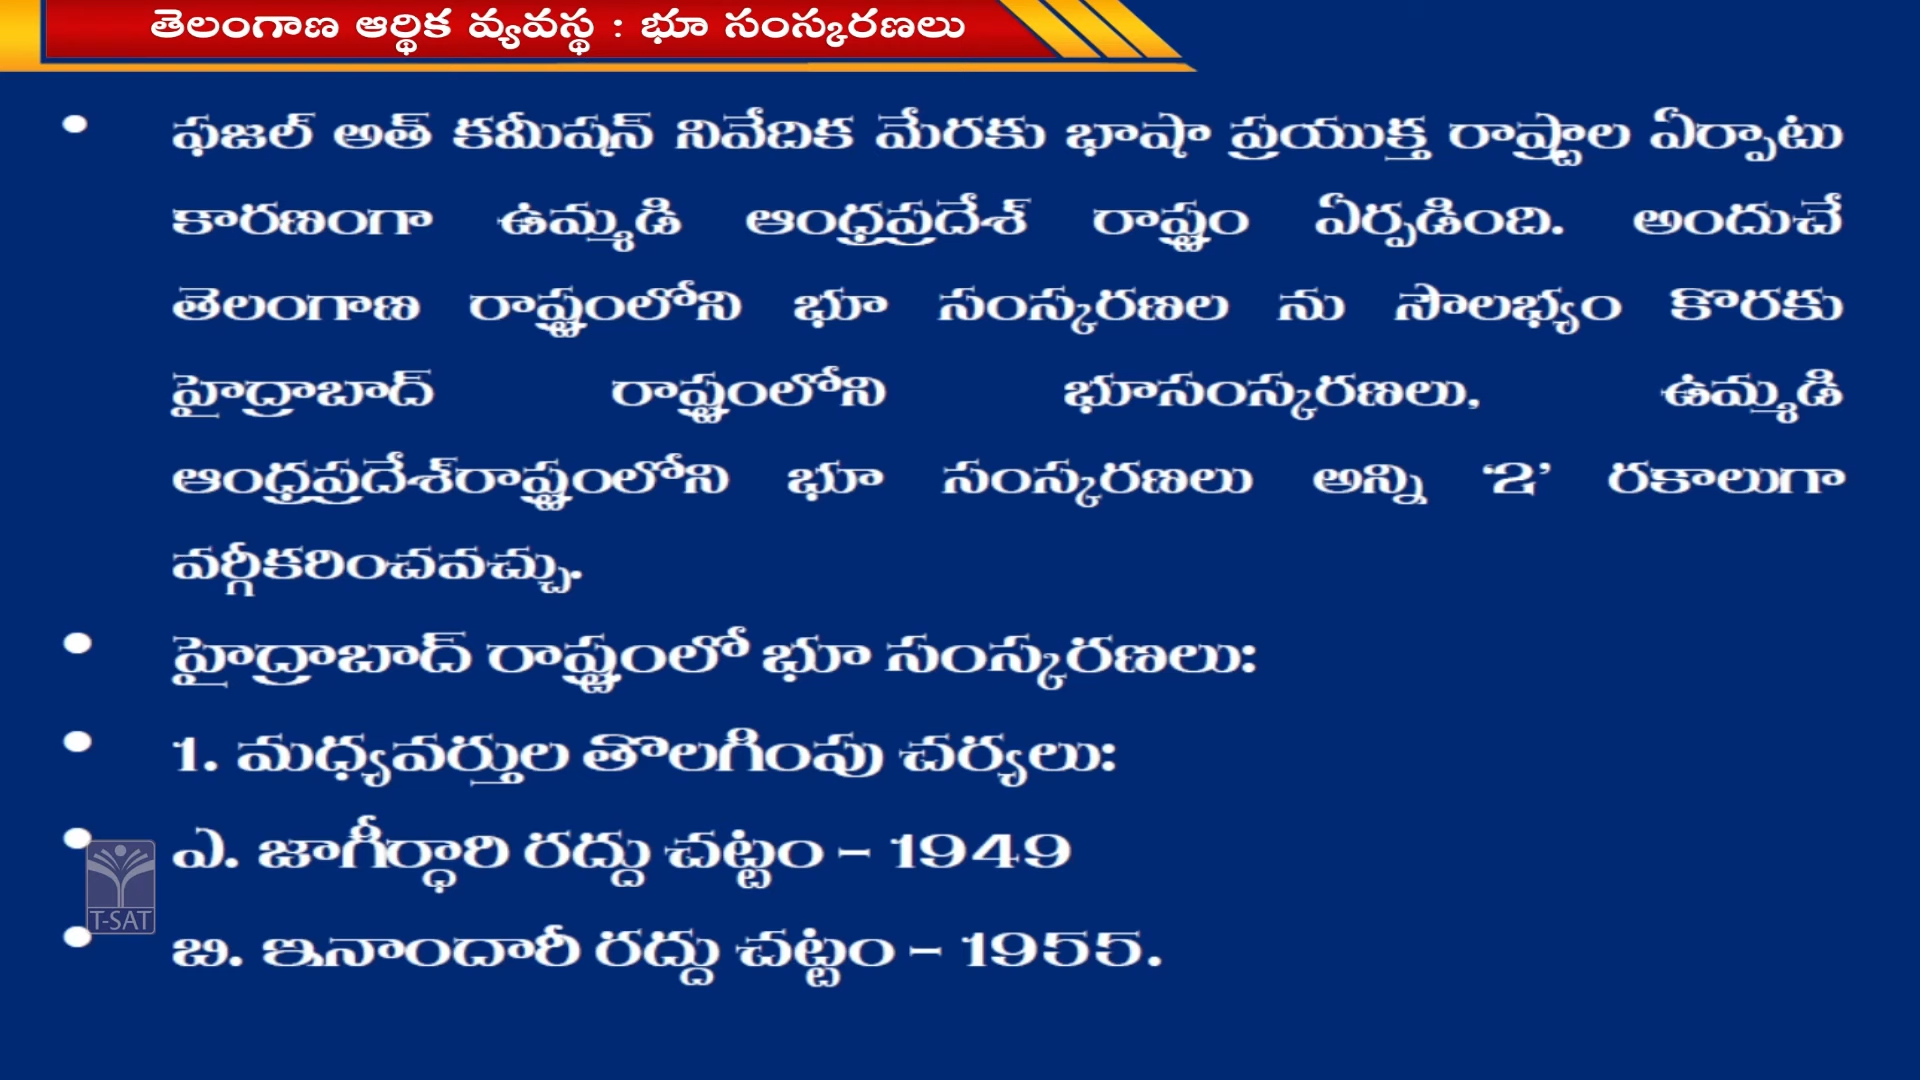 తెలంగాణ ఆర్థిక వ్యవస్థ : భూ సంస్కరణలు
• ఫజల్ అత్ కమీషన్ నివేదిక మేరకు భాషా ప్రయుక్త రాష్ట్రాల ఏర్పాటు
కారణంగా ఉమ్మడి ఆంధ్రప్రదేశ్ రాష్ట్రం ఏర్పడింది. అందుచే
తెలంగాణ రాష్ట్రంలోని భూ సంస్కరణల ను సౌలభ్యం కొరకు
హైద్రాబాద్ రాష్ట్రంలోని భూసంస్కరణలు, ఉమ్మడి
ఆంధ్రప్రదేశ్‌రాష్ట్రంలోని భూ సంస్కరణలు అన్ని ‘2’ రకాలుగా
వర్గీకరించవచ్చు.
• హైద్రాబాద్ రాష్ట్రంలో భూ సంస్కరణలు:
• 1. మధ్యవర్తుల తొలగింపు చర్యలు:
• ఎ. జాగీర్ధారి రద్దు చట్టం – 1949
• బి. ఇనాందారీ రద్దు చట్టం – 1955.
T-SAT